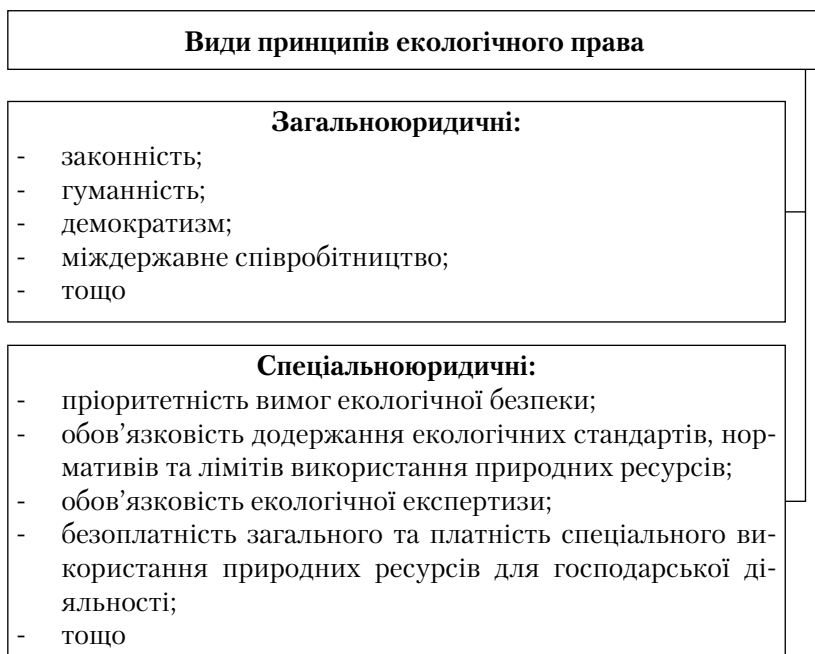 Види принципів екологічного права
Загальноюридичні:
- законність;
- гуманність;
- демократизм;
- міждержавне співробітництво;
- тощо
Спеціальноюридичні:
- пріоритетність вимог екологічної безпеки;
- обов’язковість додержання екологічних стандартів, нор-
мативів та лімітів використання природних ресурсів;
- обов’язковість екологічної експертизи;
- безоплатність загального та платність спеціального ви-
користання природних ресурсів для господарської ді-
яльності;
- тощо